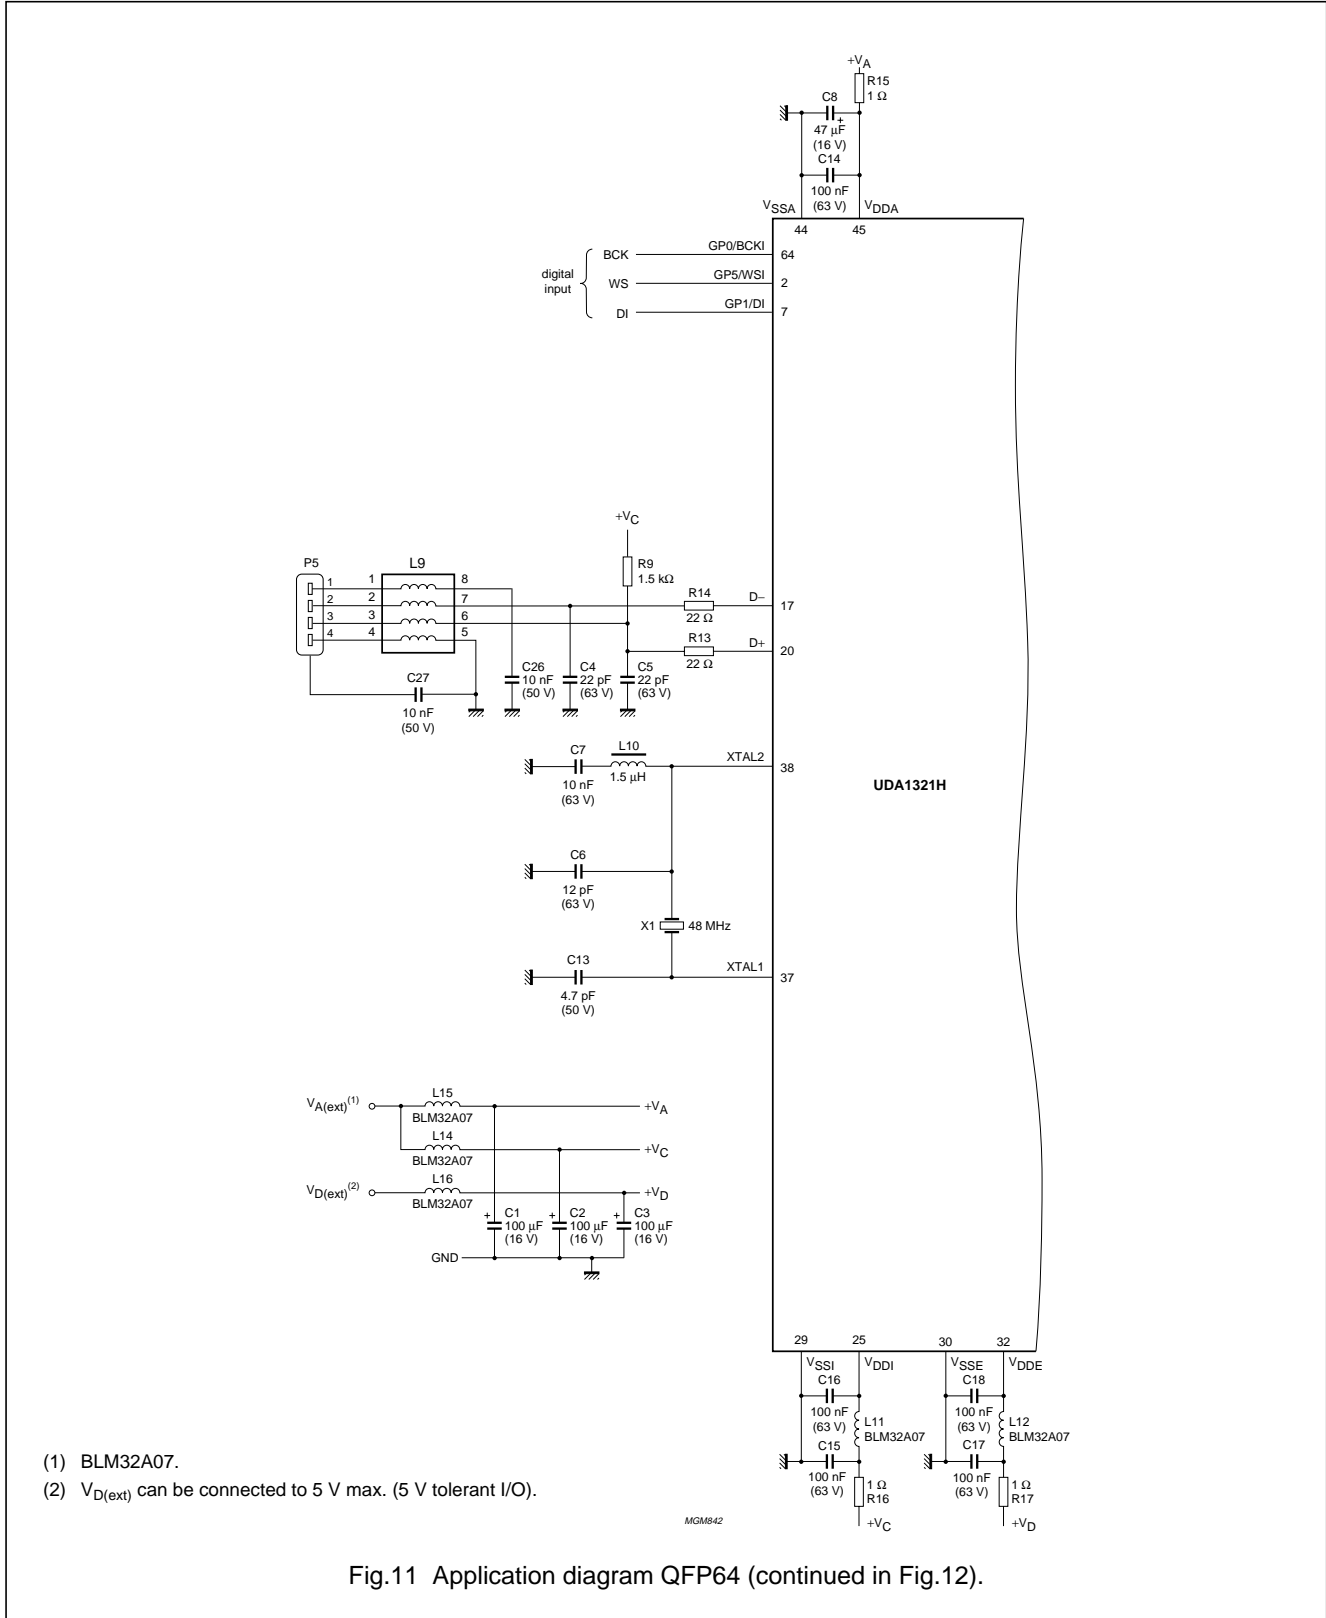 +VA
R15
1 Ω
C8
+
47 μF
(16 V)
C14
100 nF
(63 V)
VSSA
VDDA
44
45
digital
input
BCK
GP0/BCKI
64
WS
GP5/WSI
2
DI
GP1/DI
7
+VC
R9
1.5 kΩ
P5
L9
1
1
8
2
2
7
3
3
6
4
4
5
R14
22 Ω
D−
17
R13
22 Ω
D+
20
C27
10 nF
(50 V)
C26
10 nF
(50 V)
C4
22 pF
(63 V)
C5
22 pF
(63 V)
C7
10 nF
(63 V)
L10
1.5 μH
XTAL2
38
UDA1321H
C6
12 pF
(63 V)
X1
48 MHz
C13
4.7 pF
(50 V)
XTAL1
37
VA(ext)(1)
L15
BLM32A07
+VA
L14
BLM32A07
+VC
VD(ext)(2)
L16
BLM32A07
+VD
+
C1
100 μF
(16 V)
+
C2
100 μF
(16 V)
+
C3
100 μF
(16 V)
GND
29
25
30
32
VSSI
VDDI
VSSE
VDDE
C16
100 nF
(63 V)
L11
BLM32A07
C15
100 nF
(63 V)
1 Ω
R16
+VC
C18
100 nF
(63 V)
L12
BLM32A07
C17
100 nF
(63 V)
1 Ω
R17
+VD
(1) BLM32A07.
(2) VD(ext) can be connected to 5 V max. (5 V tolerant I/O).
MGM842
Fig.11 Application diagram QFP64 (continued in Fig.12).